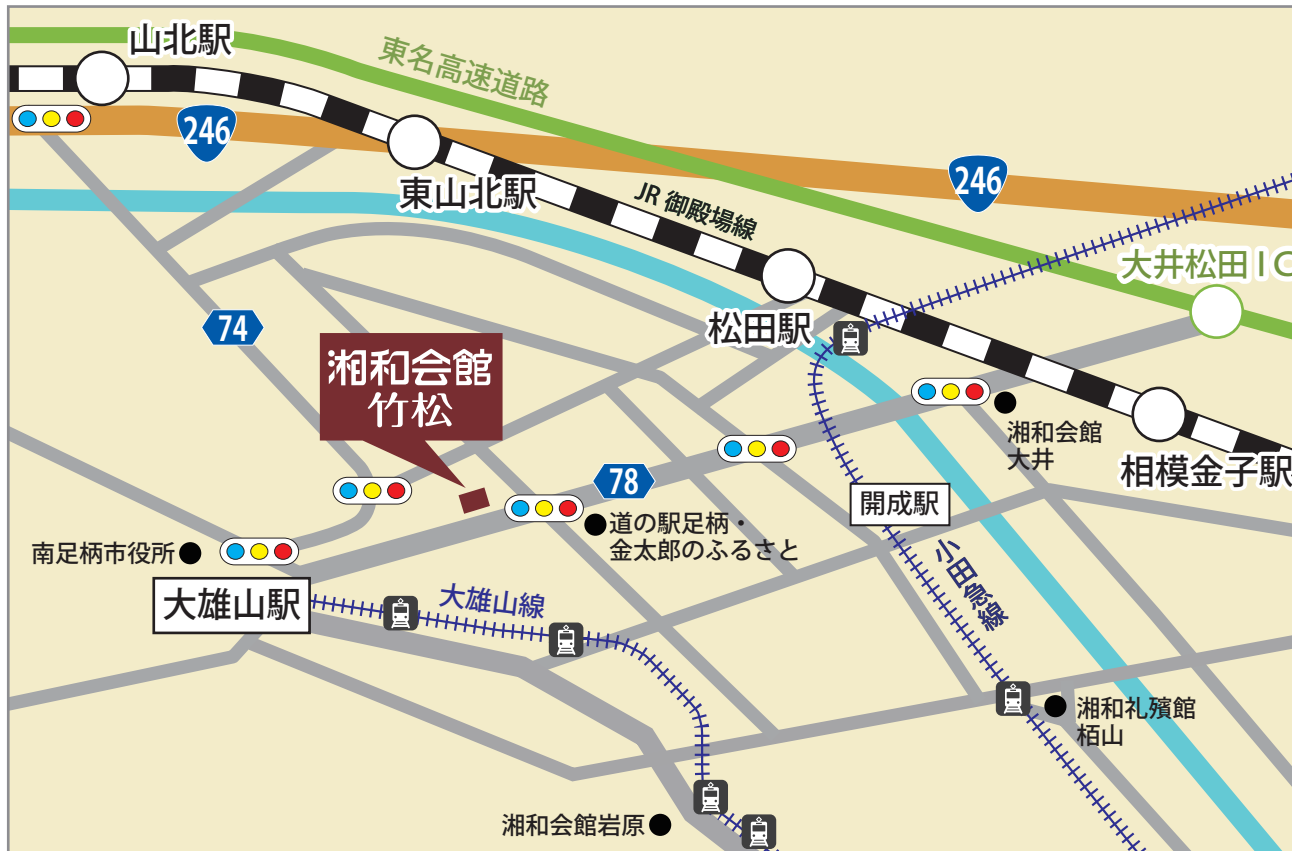 山北駅
東名高速道路
246
246
東山北駅
JR 御殿場線
大井松田IC
74
松田駅
湘和会館
竹松
湘和会館
大井
相模金子駅
78
開成駅
道の駅足柄・
金太郎のふるさと
南足柄市役所
小田急線
大雄山駅
大雄山線
湘和礼殯館
栢山
湘和会館岩原